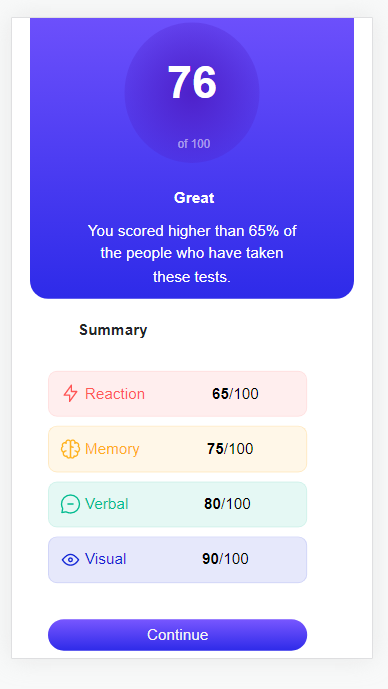 76
of 100
Great
You scored higher than 65% of
the people who have taken
these tests.
Summary
Reaction 65/100
Memory 75/100
Verbal 80/100
Visual 90/100
Continue